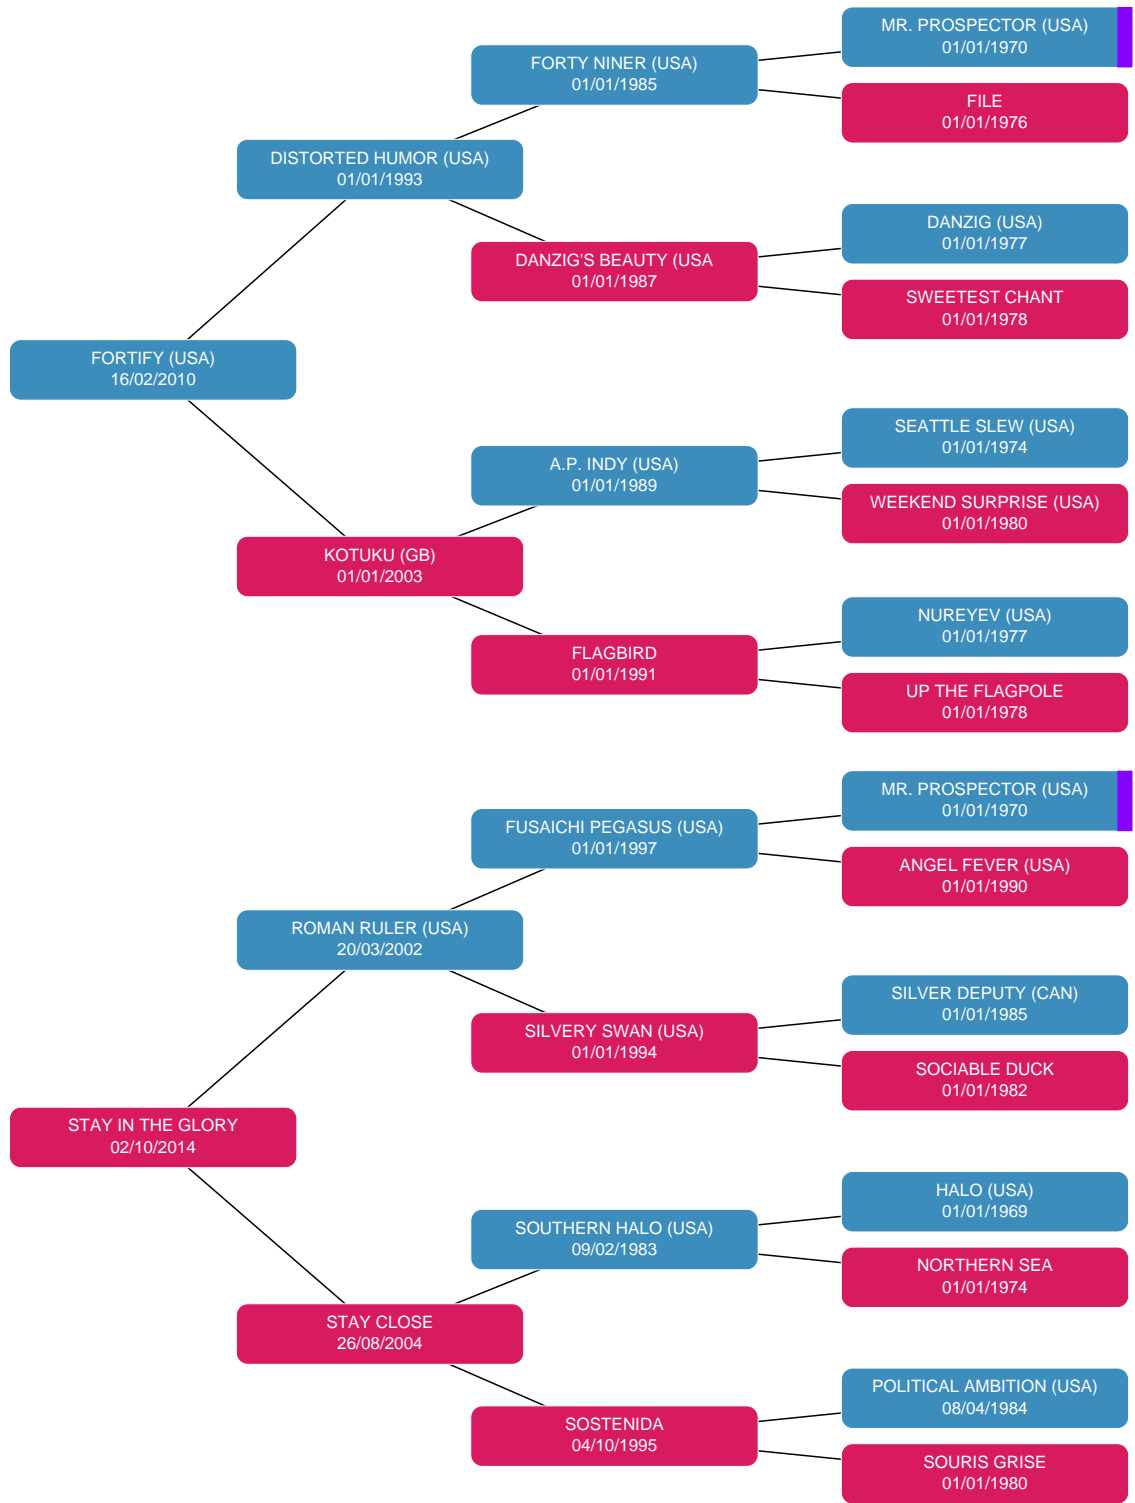 MR. PROSPECTOR (USA)
01/01/1970
FORTY NINER (USA)
01/01/1985
FILE
01/01/1976
DISTORTED HUMOR (USA)
01/01/1993
DANZIG (USA)
01/01/1977
DANZIG'S BEAUTY (USA
01/01/1987
SWEETEST CHANT
01/01/1978
FORTIFY (USA)
16/02/2010
SEATTLE SLEW (USA)
01/01/1974
A.P. INDY (USA)
01/01/1989
WEEKEND SURPRISE (USA)
01/01/1980
KOTUKU (GB)
01/01/2003
NUREYEV (USA)
01/01/1977
FLAGBIRD
01/01/1991
UP THE FLAGPOLE
01/01/1978
MR. PROSPECTOR (USA)
01/01/1970
FUSAICHI PEGASUS (USA)
01/01/1997
ANGEL FEVER (USA)
01/01/1990
ROMAN RULER (USA)
20/03/2002
SILVER DEPUTY (CAN)
01/01/1985
SILVERY SWAN (USA)
01/01/1994
SOCIABLE DUCK
01/01/1982
STAY IN THE GLORY
02/10/2014
HALO (USA)
01/01/1969
SOUTHERN HALO (USA)
09/02/1983
NORTHERN SEA
01/01/1974
STAY CLOSE
26/08/2004
POLITICAL AMBITION (USA)
08/04/1984
SOSTENIDA
04/10/1995
SOURIS GRISE
01/01/1980